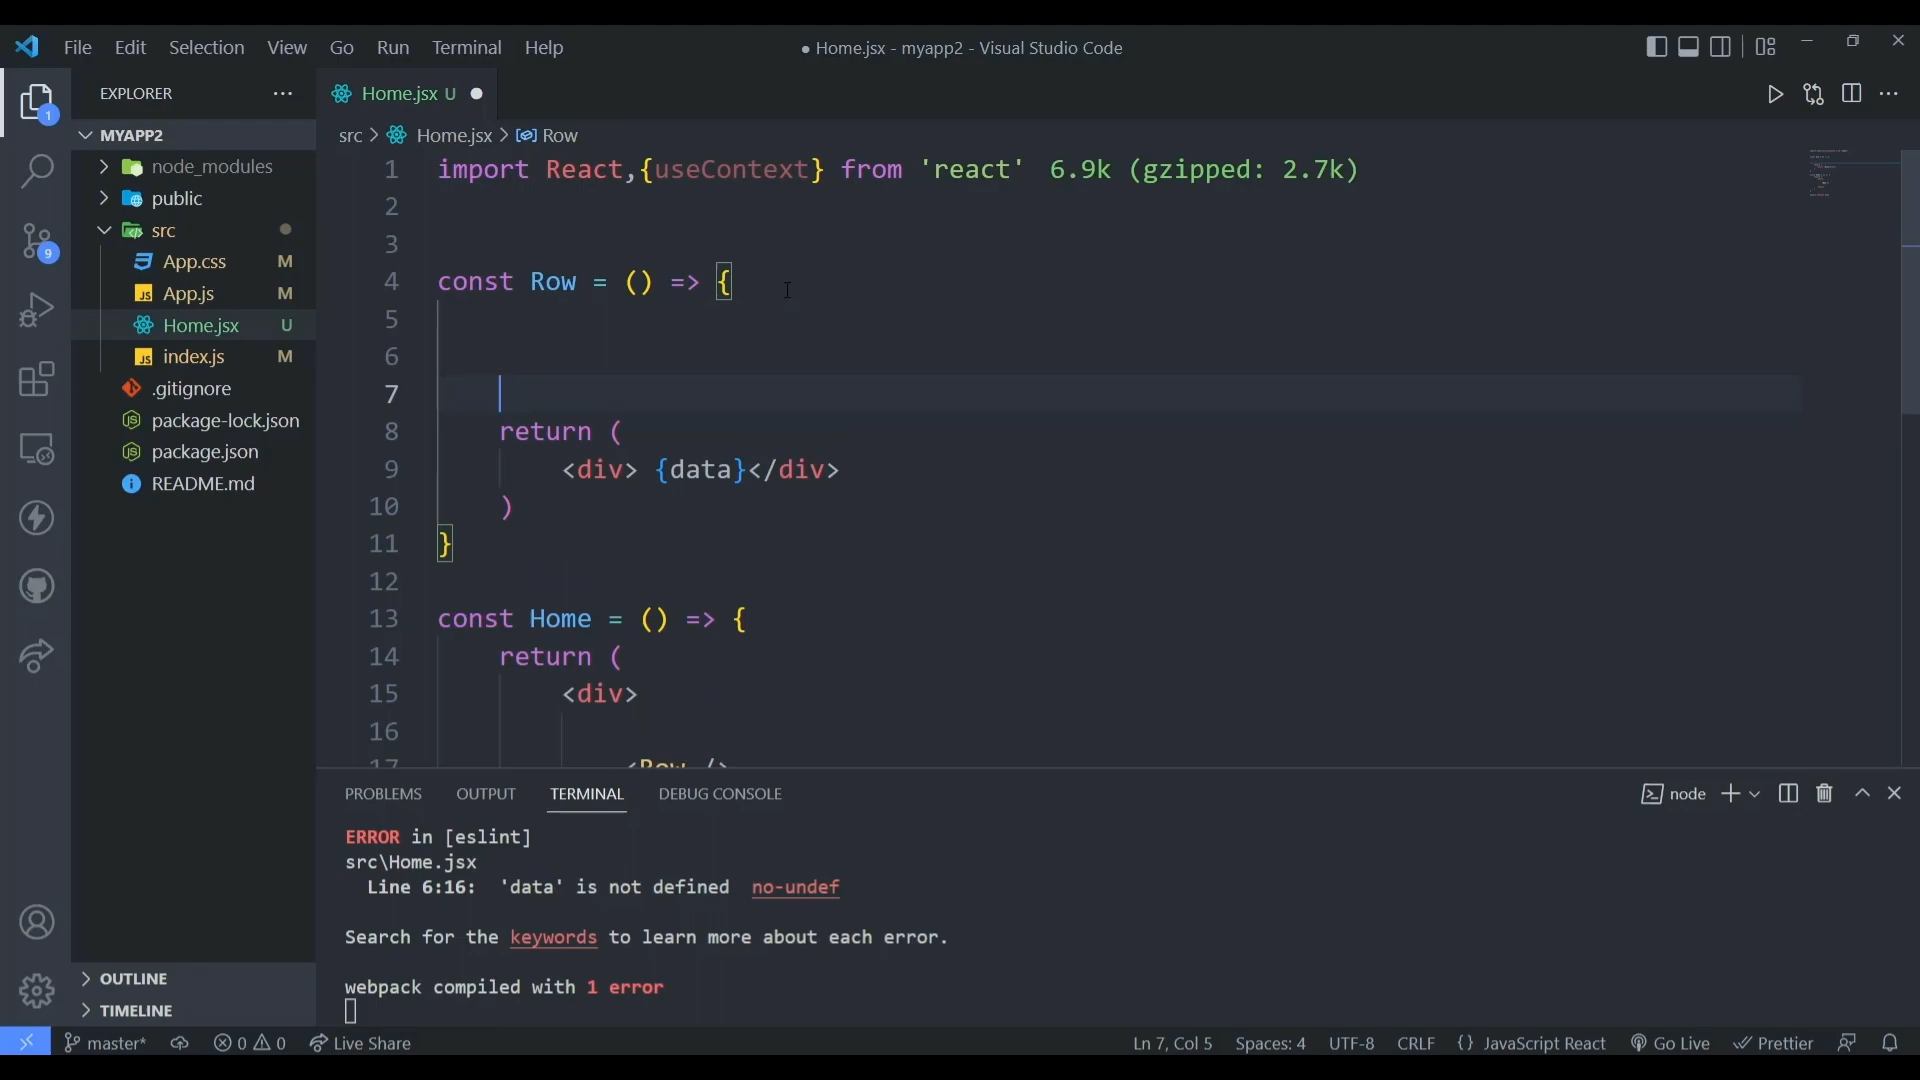 File Edit Selection View Go Run Terminal Help
● Home.jsx - myapp2 - Visual Studio Code
EXPLORER
Home.jsx U
1
MYAPP2
src > Home.jsx > Row
node_modules
public
src
App.css M
App.js M
Home.jsx U
index.js M
.gitignore
package-lock.json
package.json
README.md
9
1 import React,{useContext} from 'react' 6.9k (gzipped: 2.7k)
2
3
4 const Row = () => {
5
6
7
8 return (
9 <div> {data}</div>
10 )
11 }
12
13 const Home = () => {
14 return (
15 <div>
16
17 <Row />
PROBLEMS OUTPUT TERMINAL DEBUG CONSOLE
node
ERROR in [eslint]
src\Home.jsx
Line 6:16: 'data' is not defined no-undef
Search for the keywords to learn more about each error.
webpack compiled with 1 error
OUTLINE
TIMELINE
master* 0 0 Live Share
Ln 7, Col 5 Spaces: 4 UTF-8 CRLF {} JavaScript React Go Live Prettier